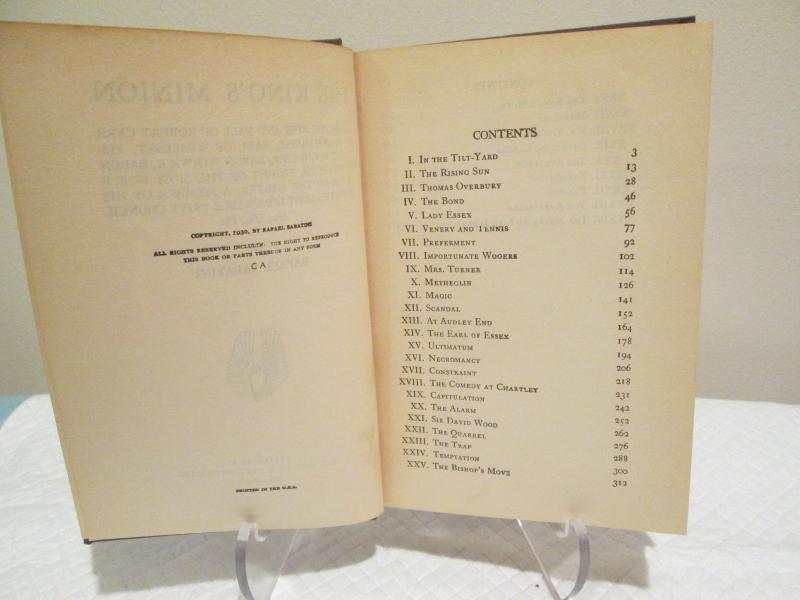 COPYRIGHT, 1930, BY RAFAEL SABATINI
ALL RIGHTS RESERVED INCLUDING THE RIGHT TO REPRODUCE
THIS BOOK OR PARTS THEREOF IN ANY FORM
CA
PRINTED IN THE U.S.A.
CONTENTS
I. IN THE TILT-YARD 3
II. THE RISING SUN 13
III. THOMAS OVERBURY 28
IV. THE BOND 46
V. LADY ESSEX 56
VI. VENERY AND TENNIS 77
VII. PREFERMENT 92
VIII. IMPORTUNATE WOOERS 102
IX. MRS. TURNER 114
X. METHEGLIN 126
XI. MAGIC 141
XII. SCANDAL 152
XIII. AT AUDLEY END 164
XIV. THE EARL OF ESSEX 178
XV. ULTIMATUM 194
XVI. NECROMANCY 206
XVII. CONSTRAINT 218
XVIII. THE COMEDY AT CHARTLEY 231
XIX. CAPITULATION 242
XX. THE ALARM 252
XXI. SIR DAVID WOOD 262
XXII. THE QUARREL 276
XXIII. THE TRAP 288
XXIV. TEMPTATION 300
XXV. THE BISHOP'S MOVE 312